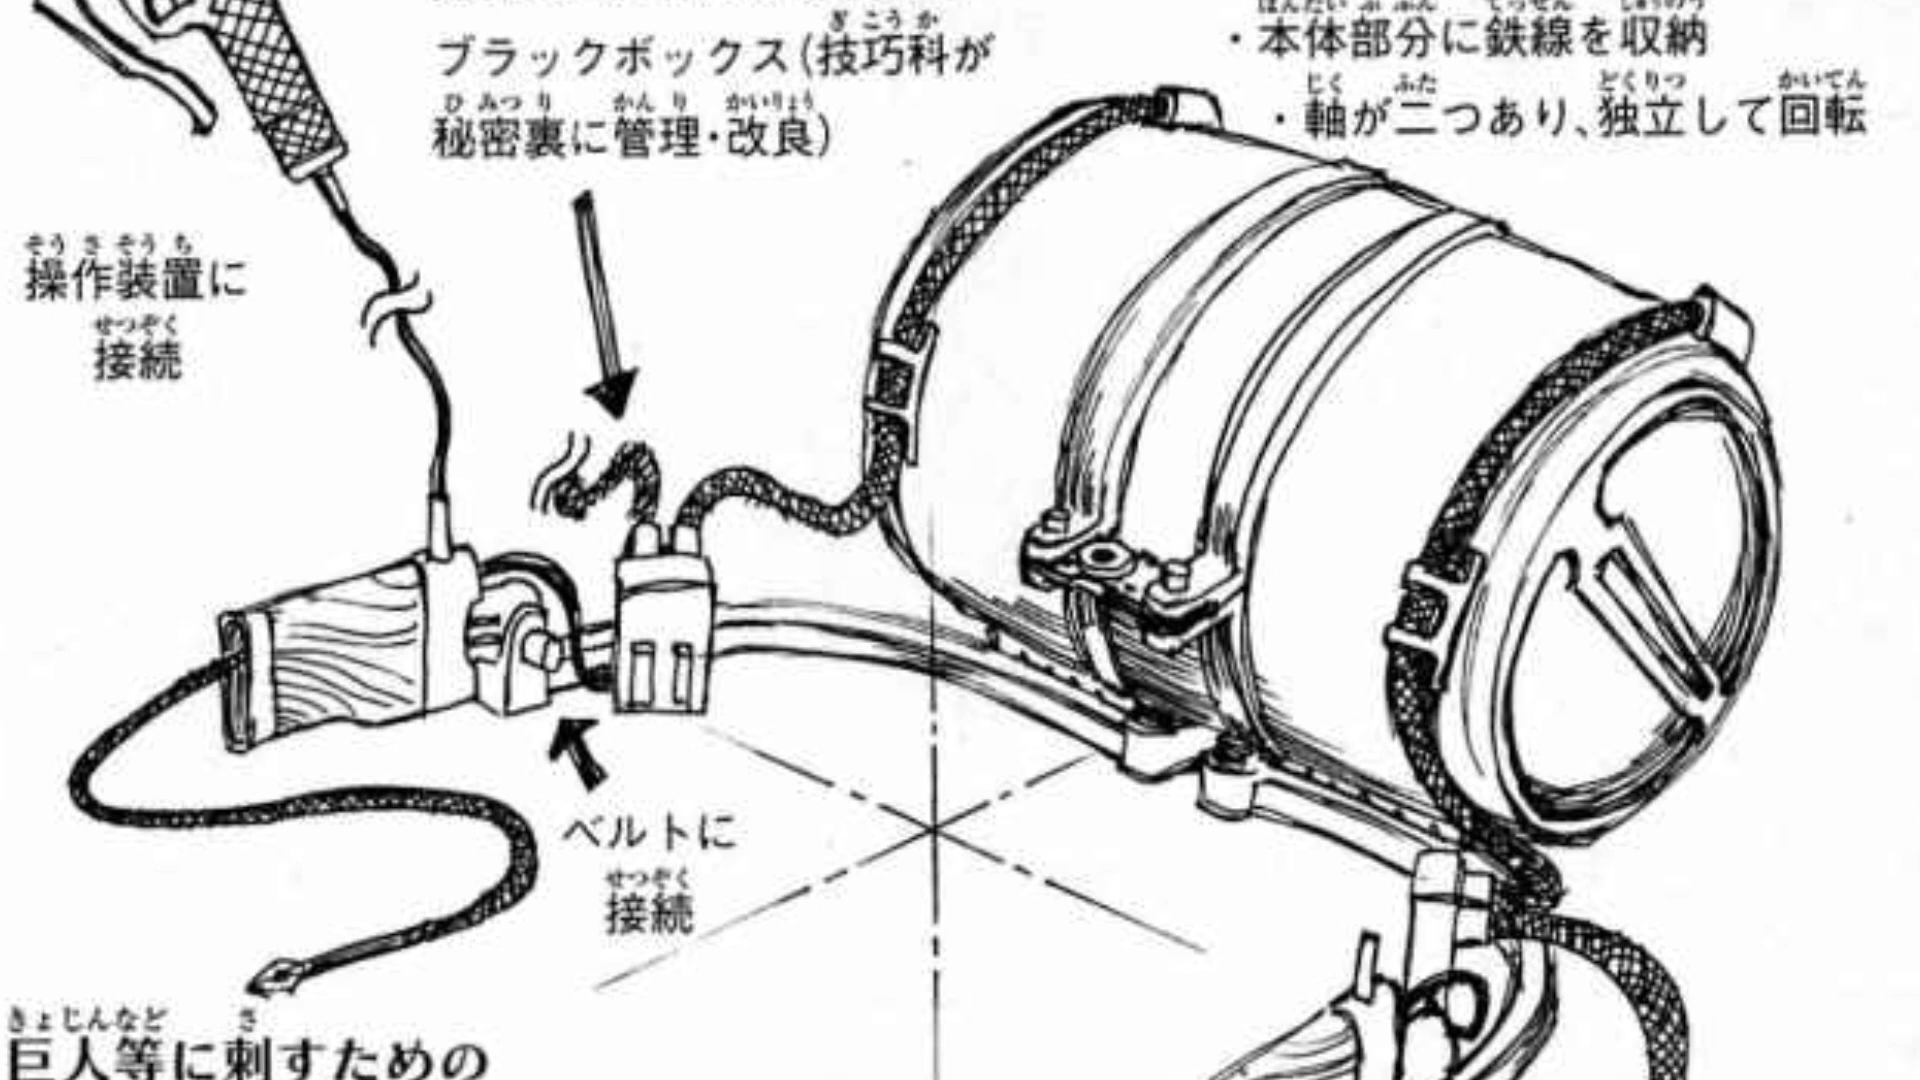 ブラックボックス(技巧科が
秘密裏に管理・改良)
・本体部分に鉄線を収納
・軸が二つあり、独立して回転
操作装置に
接続
ベルトに
接続
巨人等に刺すための